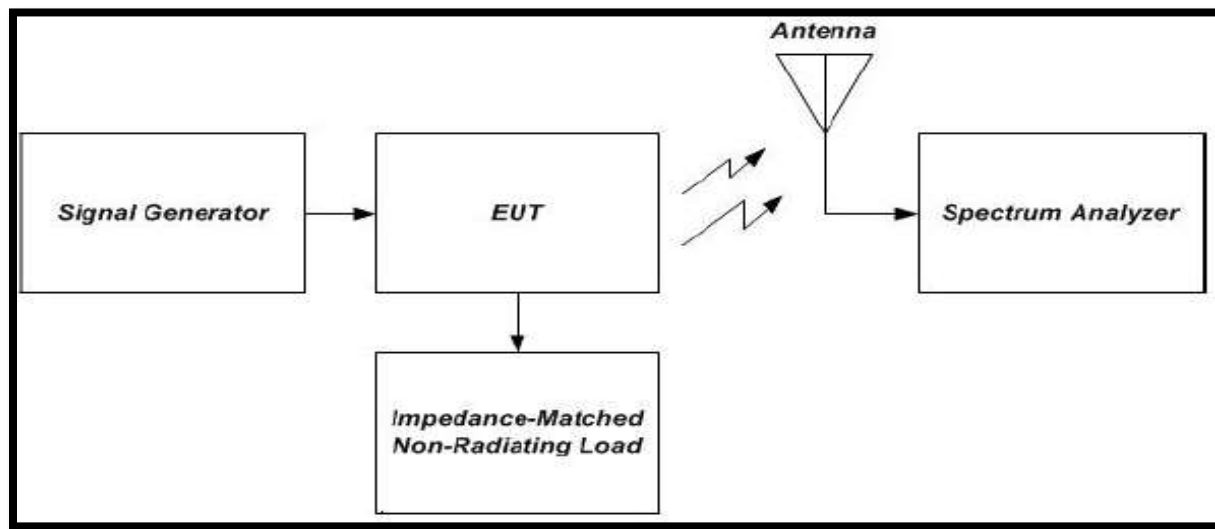 Antenna
Signal Generator
EUT
Spectrum Analyzer
Impedance-Matched
Non-Radiating Load